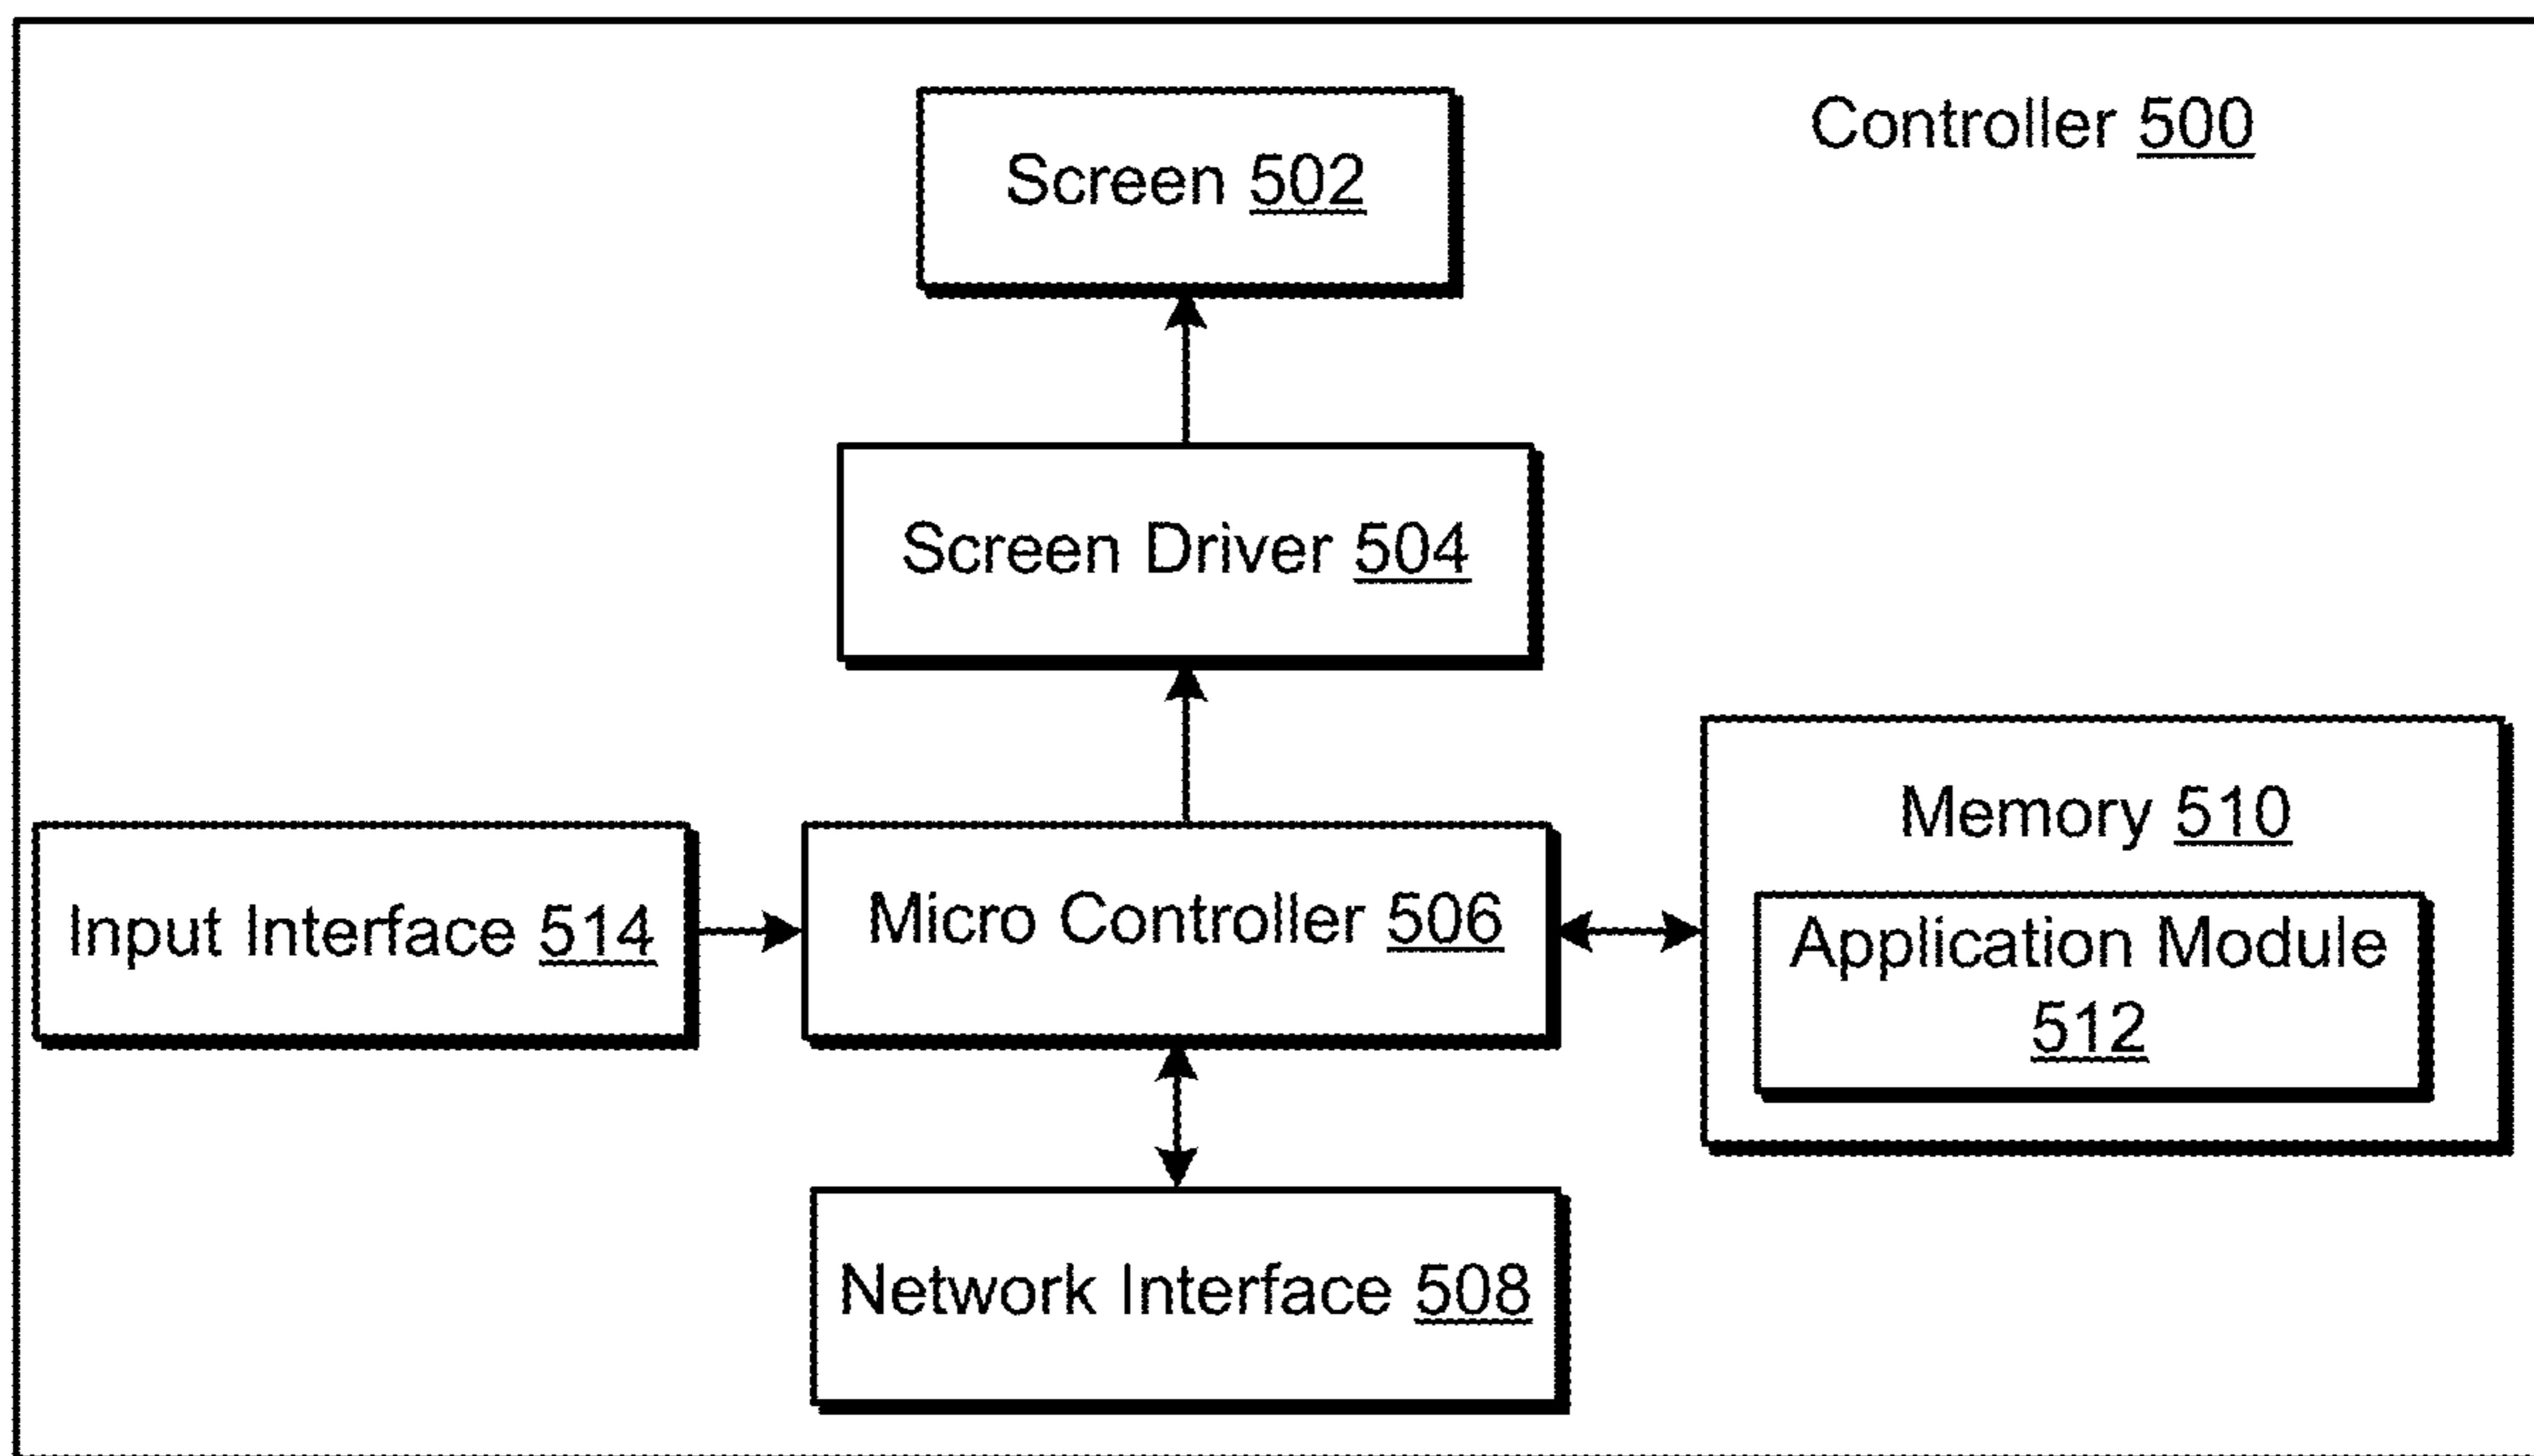 Controller 500
Screen 502
Screen Driver 504
Memory 510
Input Interface 514
Micro Controller 506
Application Module
512
Network Interface 508